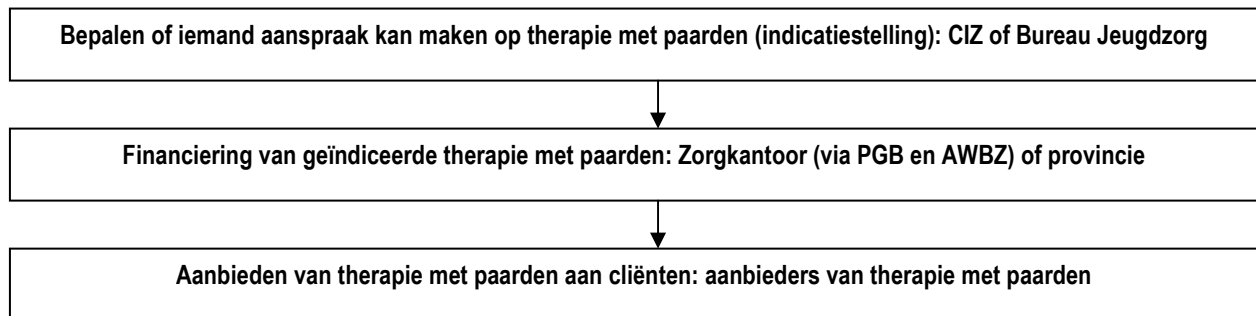 Bepalen of iemand aanspraak kan maken op therapie met paarden (indicatiestelling): CIZ of Bureau Jeugdzorg
Financiering van geïndiceerde therapie met paarden: Zorgkantoor (via PGB en AWBZ) of provincie
Aanbieden van therapie met paarden aan cliënten: aanbieders van therapie met paarden